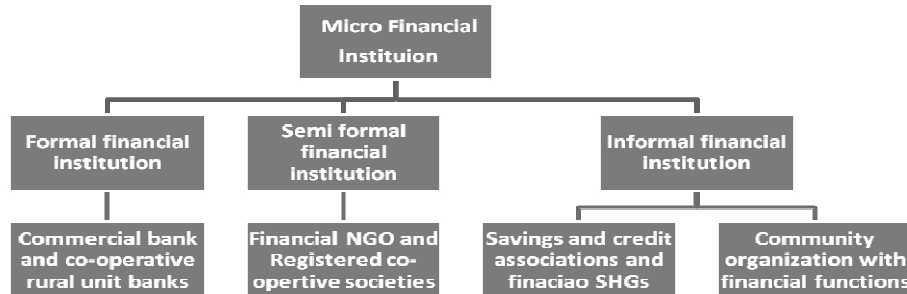 Micro Financial
Instituion
Formal financial
institution
Semi formal
financial
institution
Informal financial
institution
Commercial bank
and co-operative
rural unit banks
Financial NGO and
Registered co-
opertive societies
Savings and credit
associations and
finaciao SHGs
Community
organization with
financial functions